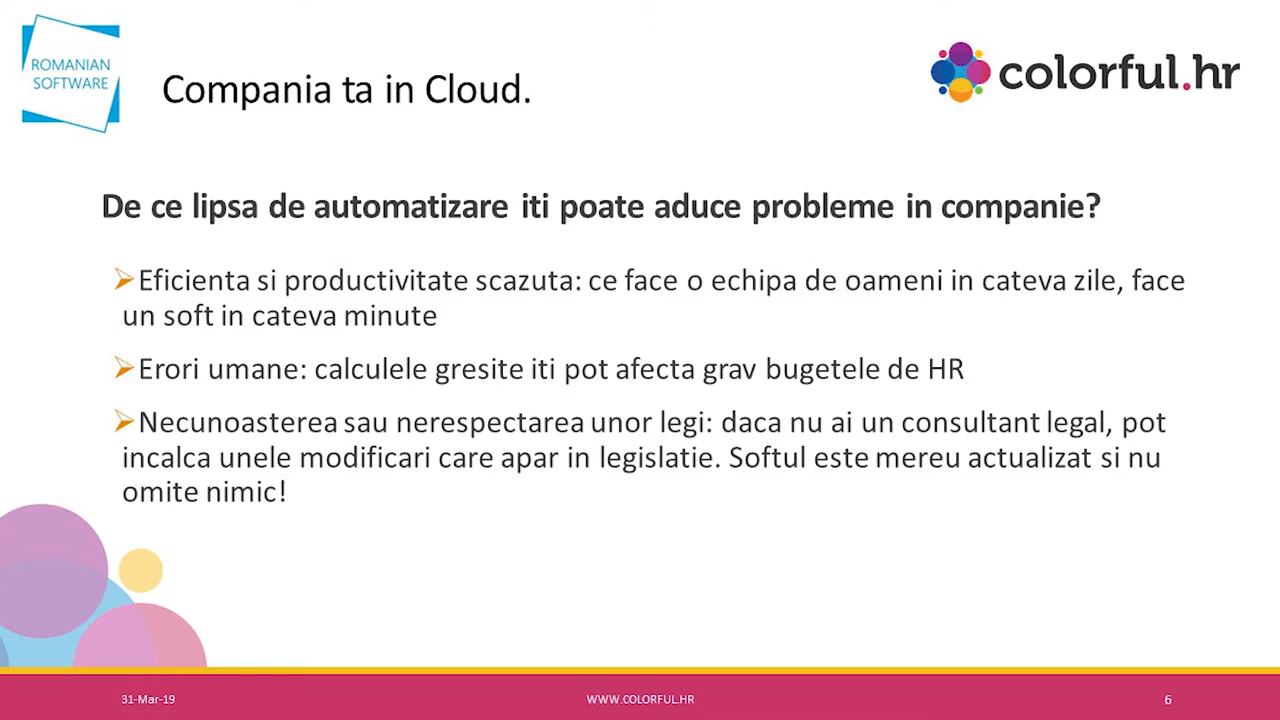 ROMANIAN
SOFTWARE
Compania ta in Cloud.
colorful.hr
De ce lipsa de automatizare iti poate aduce probleme in companie?
Eficienta si productivitate scazuta: ce face o echipa de oameni in cateva zile, face
un soft in cateva minute
Erori umane: calculele gresite iti pot afecta grav bugetele de HR
Necunoasterea sau nerespectarea unor legi: daca nu ai un consultant legal, pot
incalca unele modificari care apar in legislatie. Softul este mereu actualizat si nu
omite nimic!
31-Mar-19
WWW.COLORFUL.HR
6